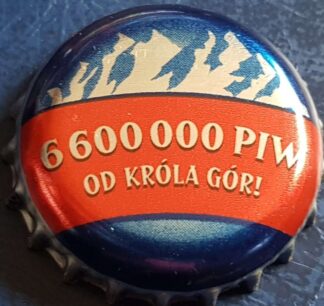 6 600 000 PIW
OD KRÓLA GÓR!